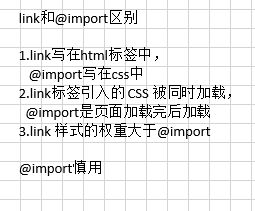 link和@import区别
1.link写在html标签中，
@import写在css中
2.link标签引入的 CSS 被同时加载，
@import是页面加载完后加载
3.link 样式的权重大于@import
@import慎用